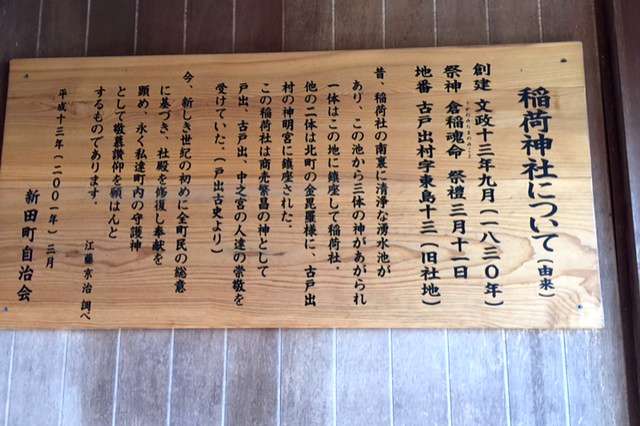 稲荷神社について（由来）
創建 文政十三年九月（一八三〇年）
祭神 倉稲魂命 祭禮 三月十二日
地番 古戸出村字東島十三（旧社地）
昔、稲荷社の南裏に清浄な湧水池が
あり、この池から三体の神があがられ
一体はこの地に鎮座して稲荷社。
他の二体は北町の金毘羅様に、古戸出
村の神明宮に鎮座された。
この稲荷社は商売繁昌の神として
戸出、古戸出、中之宮の人達の崇敬を
受けていた。（戸出古史より）
今、新しき世紀の初めに全町民の総意
に基づき、社殿を修復し奉献を
顕め、永く私達町内の守護神
として敬慕讃仰を願はんと
するものであります。
江藤 京治 調べ
平成十三年（二〇〇一年）三月
新田町自治会